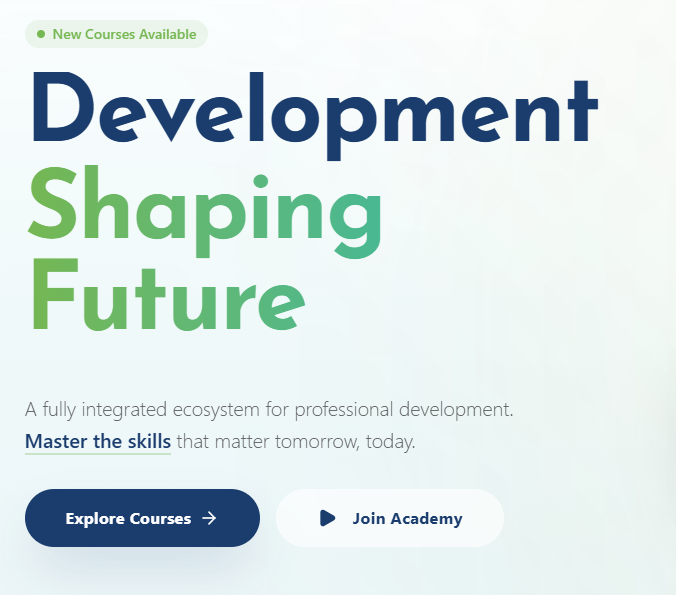 New Courses Available
Development
Shaping
Future
A fully integrated ecosystem for professional development.
Master the skills that matter tomorrow, today.
Explore Courses
Join Academy